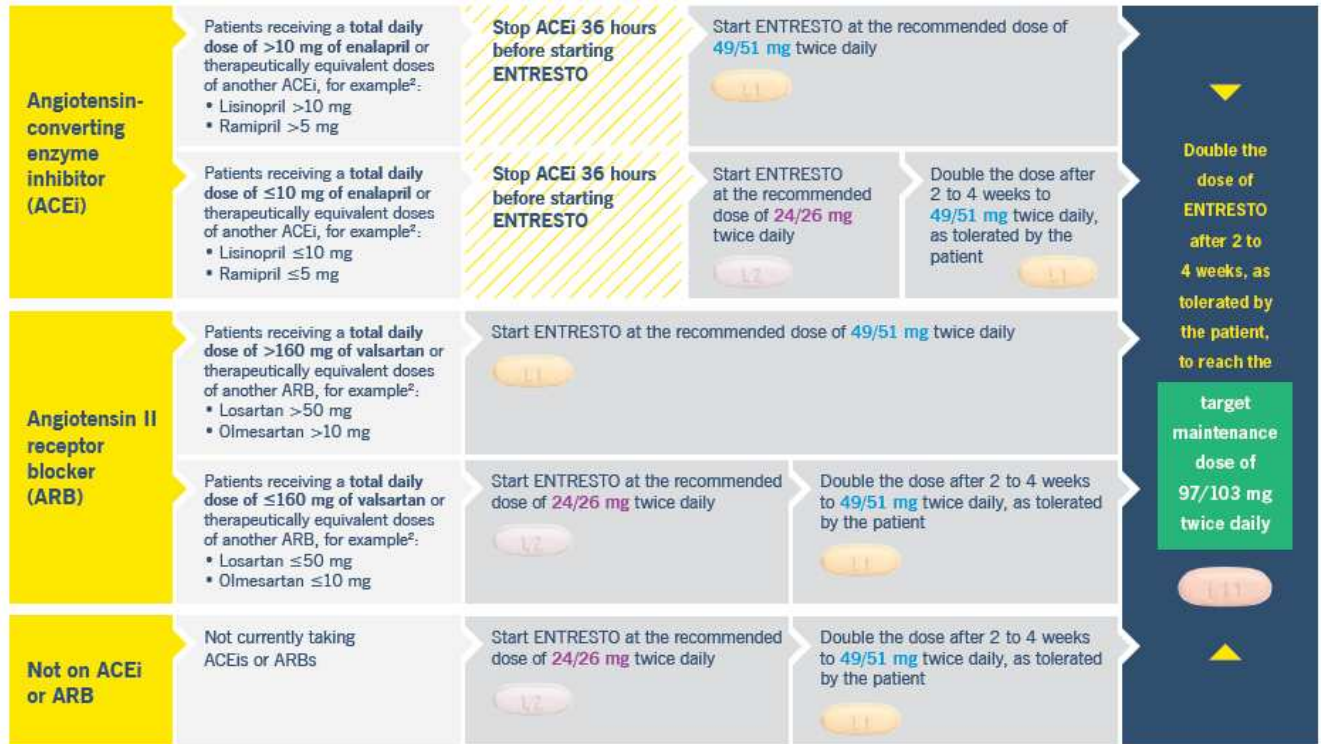 Angiotensin-
converting
enzyme
inhibitor
(ACEi)
Patients receiving a total daily
dose of >10 mg of enalapril or
therapeutically equivalent doses
of another ACEi, for example²:
• Lisinopril >10 mg
• Ramipril >5 mg
Stop ACEi 36 hours
before starting
ENTRESTO
Start ENTRESTO at the recommended dose of
49/51 mg twice daily
L1
Patients receiving a total daily
dose of ≤10 mg of enalapril or
therapeutically equivalent doses
of another ACEi, for example²:
• Lisinopril ≤10 mg
• Ramipril ≤5 mg
Stop ACEi 36 hours
before starting
ENTRESTO
Start ENTRESTO
at the recommended
dose of 24/26 mg
twice daily
LZ
Double the dose after
2 to 4 weeks to
49/51 mg twice daily,
as tolerated by the
patient
L1
Angiotensin II
receptor
blocker
(ARB)
Patients receiving a total daily
dose of >160 mg of valsartan or
therapeutically equivalent doses
of another ARB, for example²:
• Losartan >50 mg
• Olmesartan >10 mg
Start ENTRESTO at the recommended dose of 49/51 mg twice daily
L1
Patients receiving a total daily
dose of ≤160 mg of valsartan or
therapeutically equivalent doses
of another ARB, for example²:
• Losartan ≤50 mg
• Olmesartan ≤10 mg
Start ENTRESTO at the recommended
dose of 24/26 mg twice daily
LZ
Double the dose after 2 to 4 weeks
to 49/51 mg twice daily, as tolerated
by the patient
L1
Not on ACEi
or ARB
Not currently taking
ACEis or ARBs
Start ENTRESTO at the recommended
dose of 24/26 mg twice daily
LZ
Double the dose after 2 to 4 weeks
to 49/51 mg twice daily, as tolerated
by the patient
L1
Double the
dose of
ENTRESTO
after 2 to
4 weeks, as
tolerated by
the patient,
to reach the
target
maintenance
dose of
97/103 mg
twice daily
L11